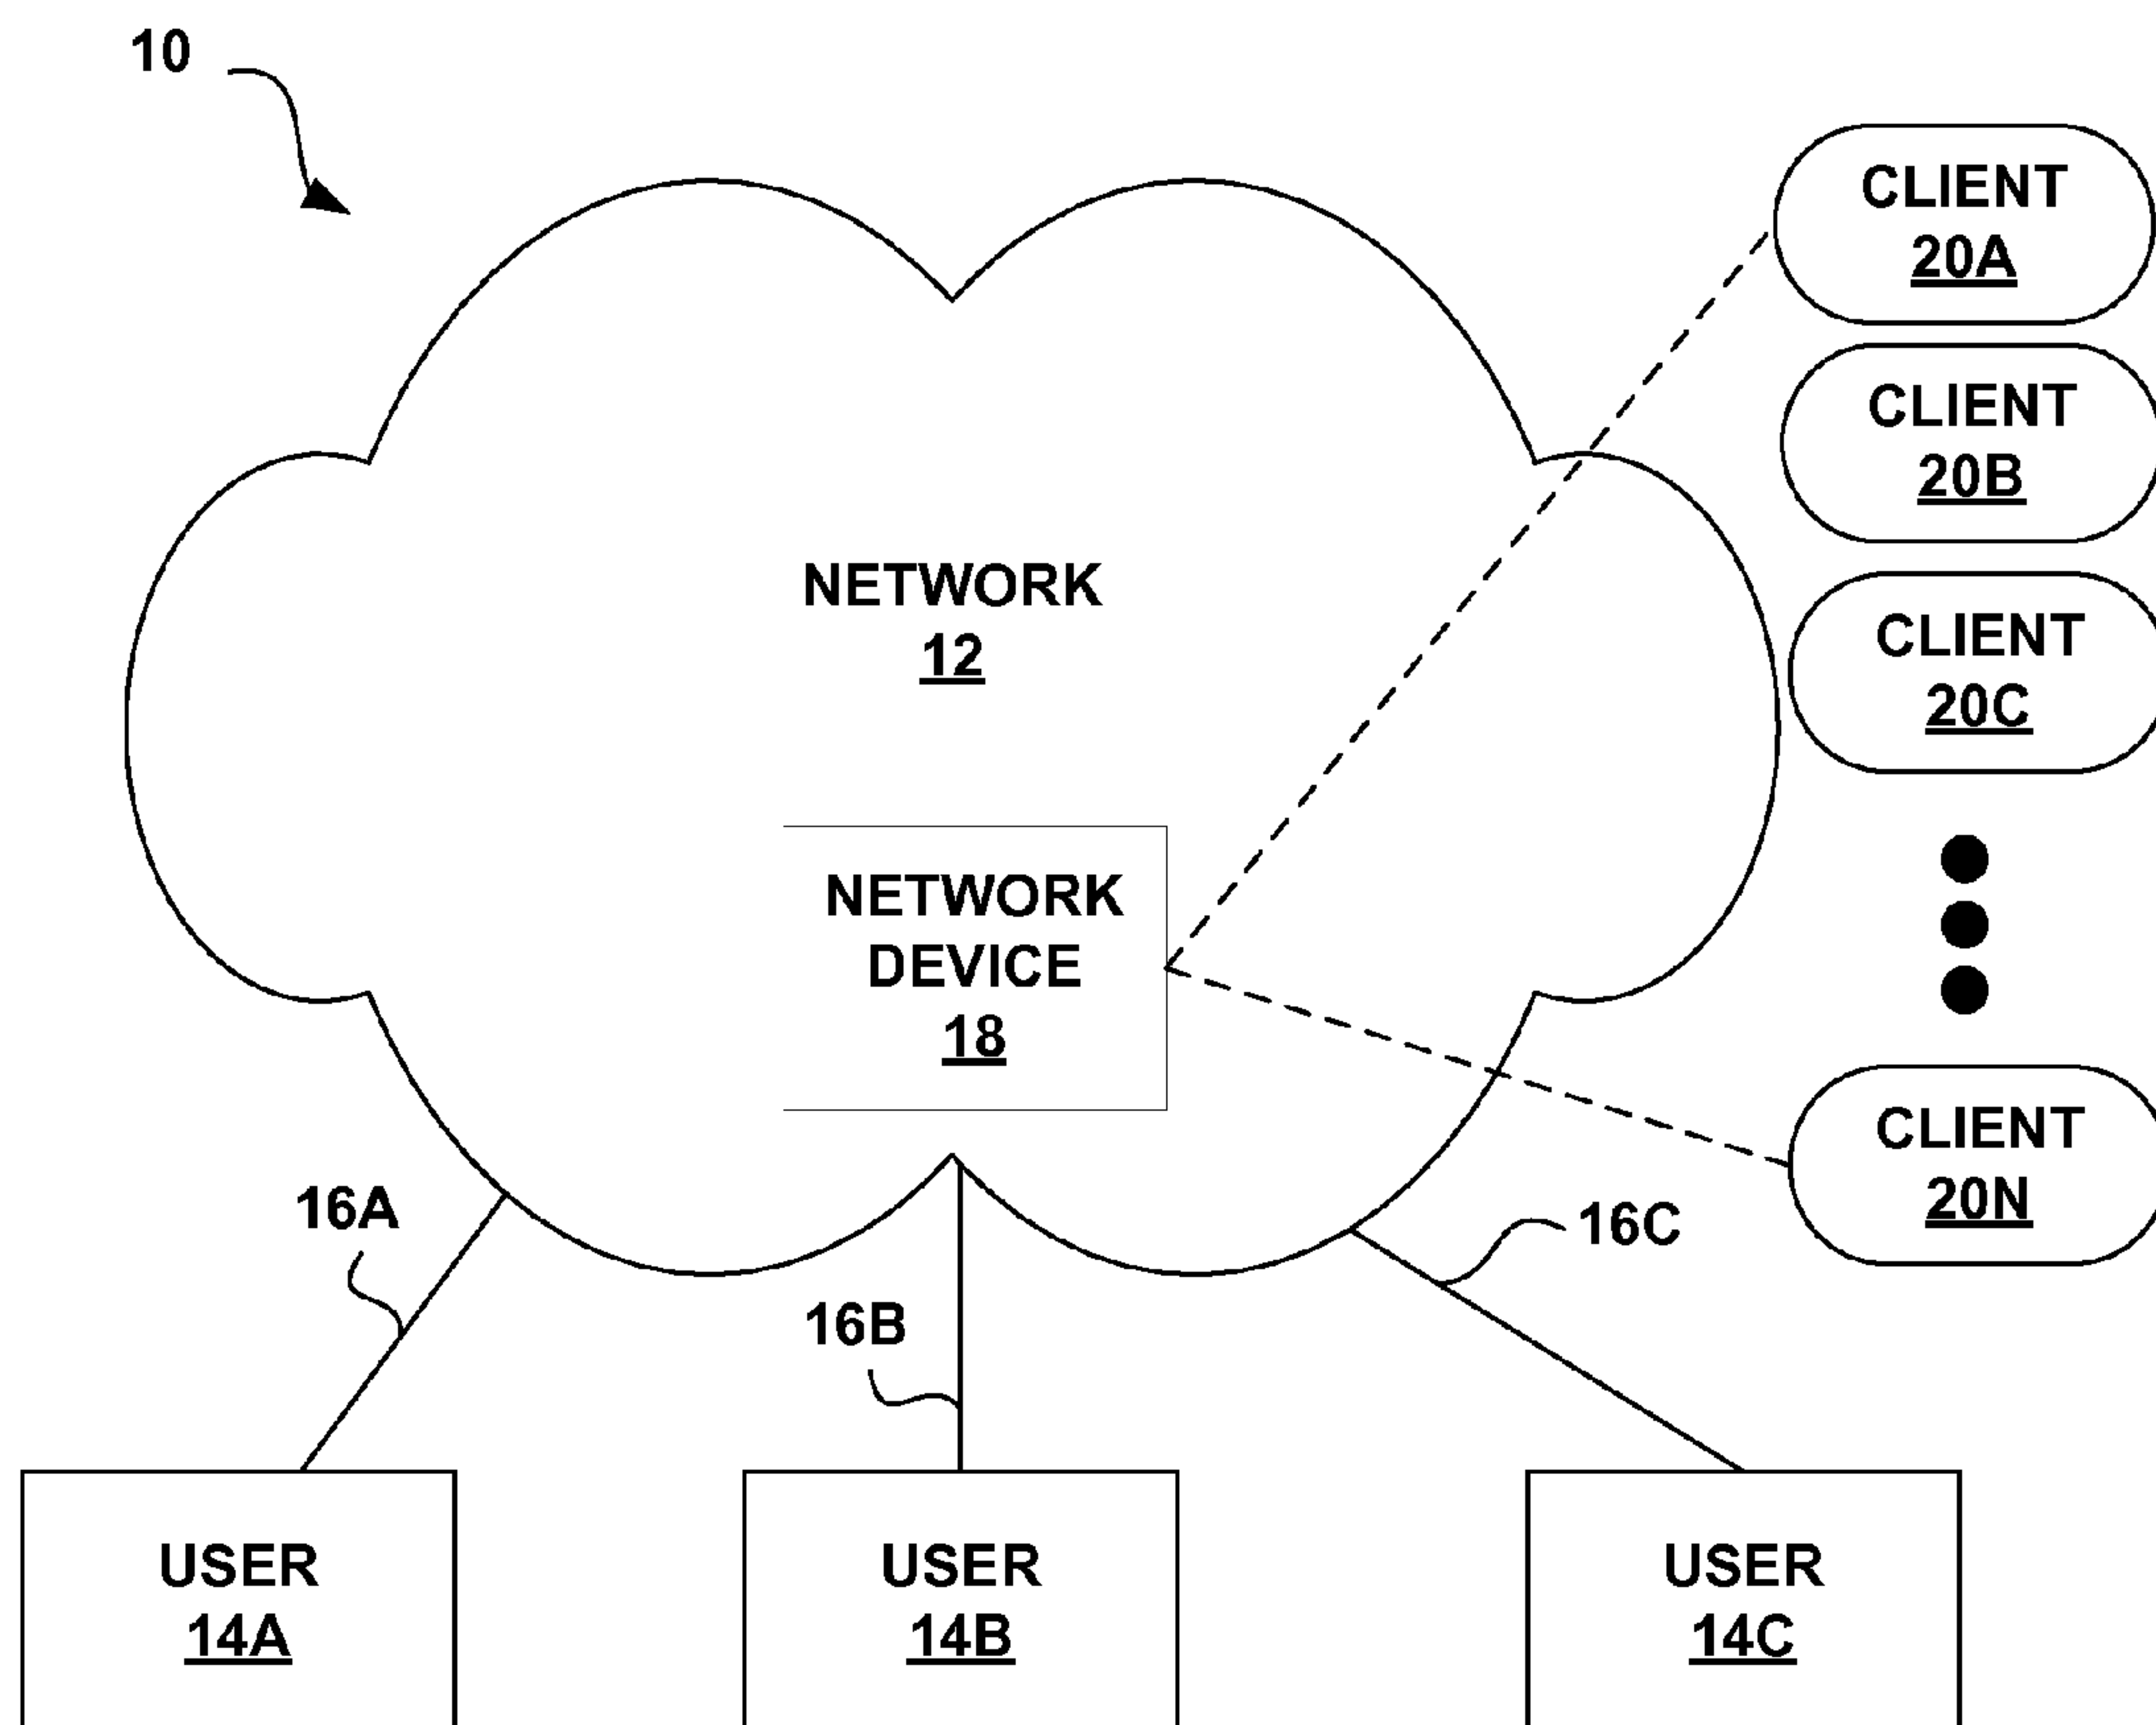 10
CLIENT
20A
CLIENT
20B
NETWORK
12
CLIENT
20C
NETWORK
DEVICE
18
CLIENT
20N
16A
16C
16B
USER
14A
USER
14B
USER
14C